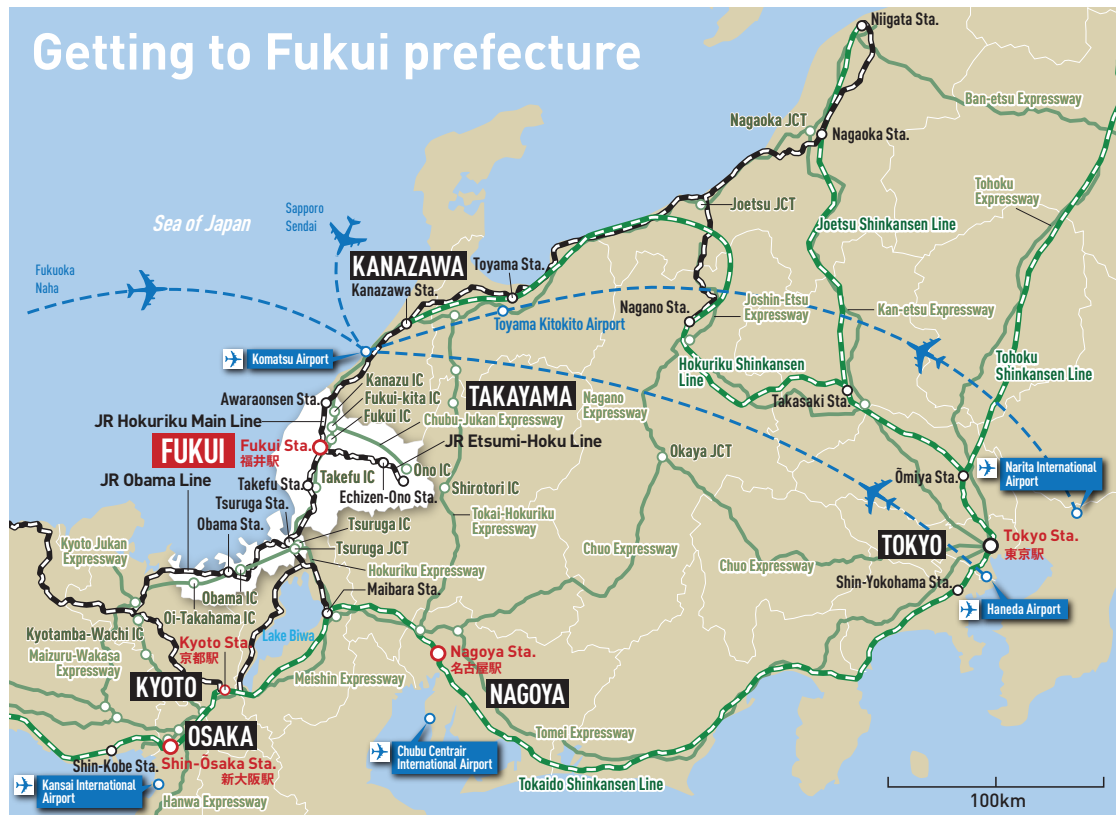 Getting to Fukui prefecture
Niigata Sta.
Ban-etsu Expressway
Nagaoka JCT
Nagaoka Sta.
Tohoku
Expressway
Joetsu JCT
Joetsu Shinkansen Line
Sea of Japan
Sapporo
Sendai
Fukuoka
Naha
KANAZAWA
Kanazawa Sta.
Toyama Sta.
Toyama Kitokito Airport
Nagano Sta.
Joshin-Etsu
Expressway
Kan-etsu Expressway
Komatsu Airport
Hokuriku Shinkansen
Line
Tohoku
Shinkansen Line
Kanazu IC
Fukui-kita IC
Fukui IC
Awaraonsen Sta.
TAKAYAMA
Nagano
Expressway
Takasaki Sta.
JR Hokuriku Main Line
Chubu-Jukan Expressway
FUKUI
Fukui Sta.
福井駅
JR Etsumi-Hoku Line
Okaya JCT
Narita International
Airport
JR Obama Line
Takefu IC
Ono IC
Ōmiya Sta.
Takefu Sta.
Echizen-Ono Sta.
Shirotori IC
Tsuruga Sta.
Obama Sta.
Tsuruga IC
Tokai-Hokuriku
Expressway
Kyoto Jukan
Expressway
Tsuruga JCT
Chuo Expressway
TOKYO
Tokyo Sta.
東京駅
Hokuriku Expressway
Chuo Expressway
Maibara Sta.
Shin-Yokohama Sta.
Obama IC
Oi-Takahama IC
Haneda Airport
Kyotamba-Wachi IC
Kyoto Sta.
京都駅
Lake Biwa
Maizuru-Wakasa
Expressway
Nagoya Sta.
名古屋駅
KYOTO
Meishin Expressway
NAGOYA
OSAKA
Tomei Expressway
Shin-Kobe Sta.
Shin-Ōsaka Sta.
新大阪駅
Chubu Centrair
International Airport
Kansai International
Airport
Tokaido Shinkansen Line
Hanwa Expressway
100km